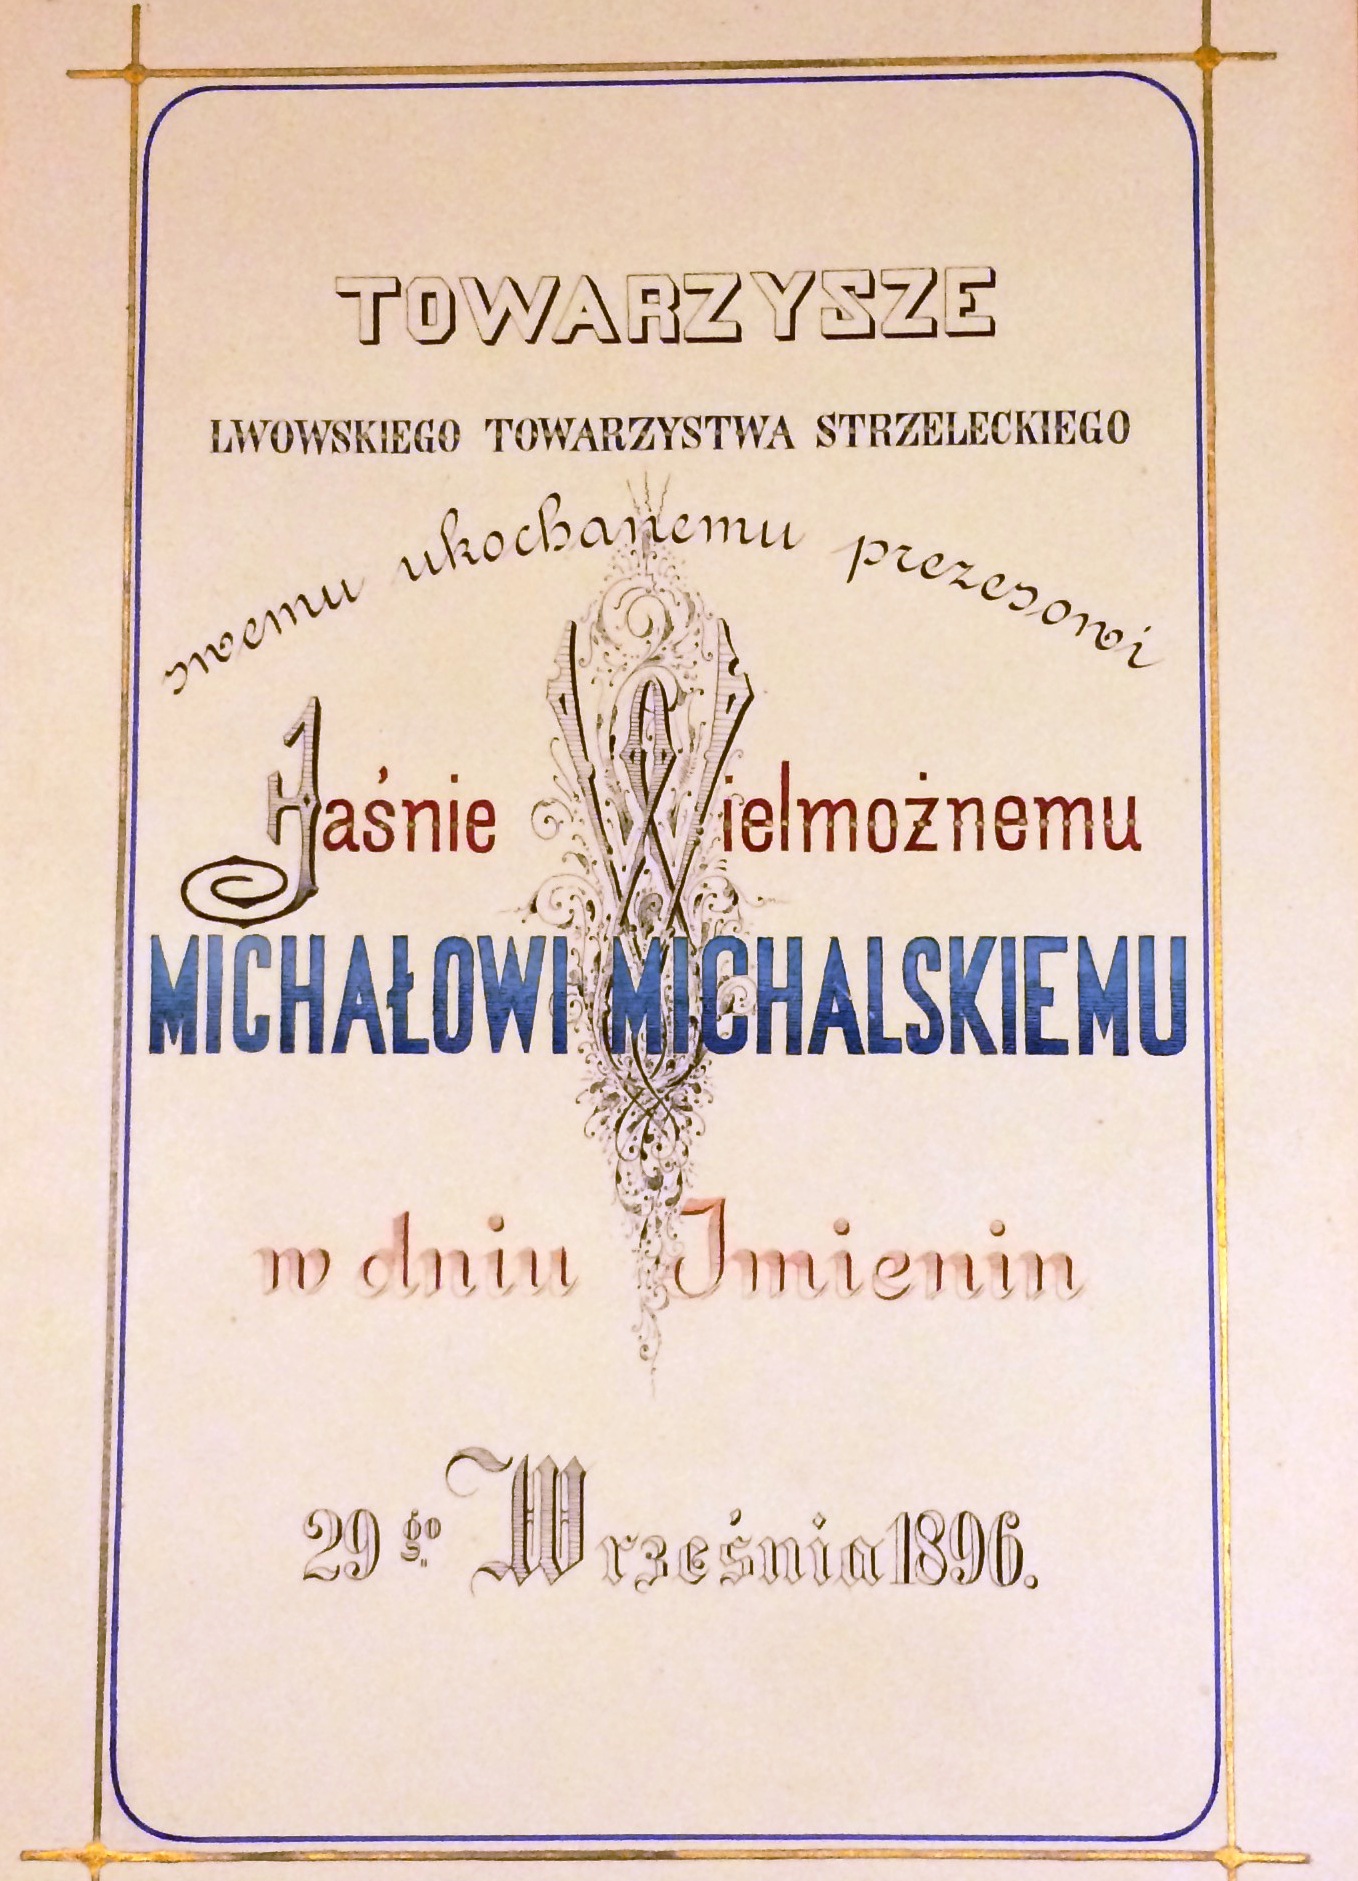 TOWARZYSZE
LWOWSKIEGO TOWARZYSTWA STRZELECKIEGO
swemu ukochanemu prezesowi
Jaśnie Wielmożnemu
MICHAŁOWI MICHALSKIEMU
w dniu Imienin
29go Września 1896.